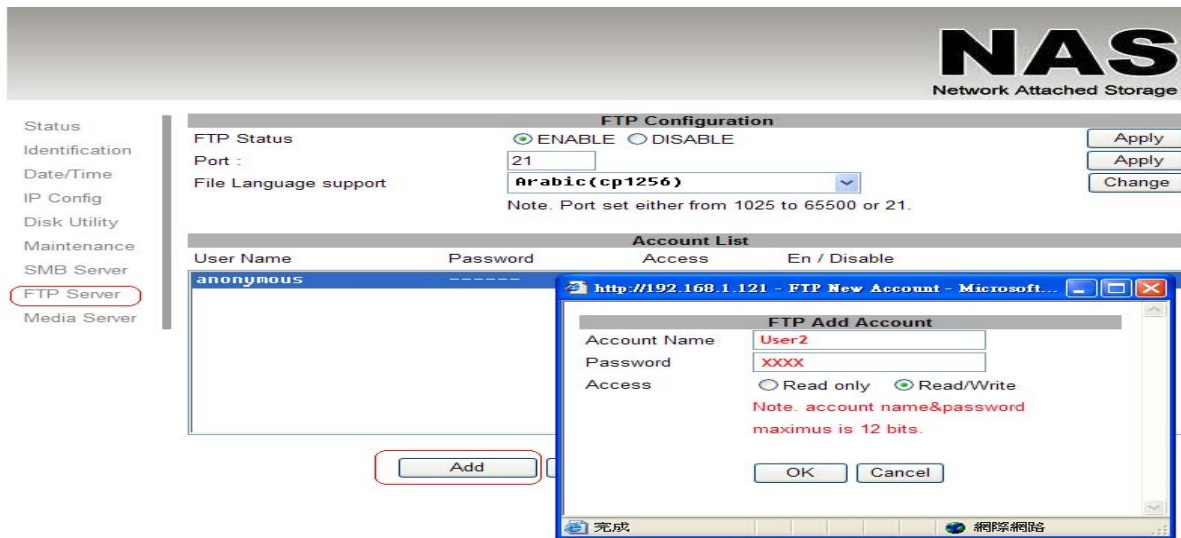 NAS
Network Attached Storage
Status
Identification
Date/Time
IP Config
Disk Utility
Maintenance
SMB Server
FTP Server
Media Server
FTP Configuration
FTP Status ENABLE DISABLE Apply
Port : 21 Apply
File Language support Arabic(cp1256) Change
Note. Port set either from 1025 to 65500 or 21.
Account List
User Name Password Access En / Disable
anonymous ------
Add
http://192.168.1.121 - FTP New Account - Microsoft...
FTP Add Account
Account Name User2
Password XXXX
Access Read only Read/Write
Note. account name&password
maximus is 12 bits.
OK Cancel
完成 網際網路